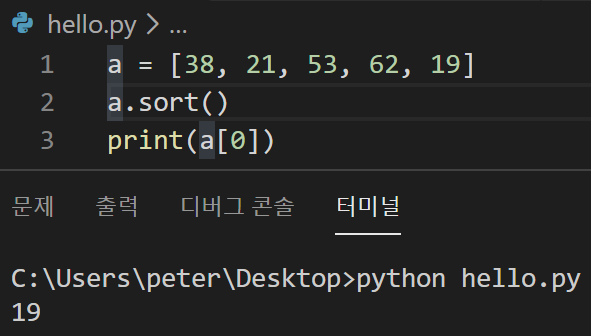 hello.py > ...
1 a = [38, 21, 53, 62, 19]
2 a.sort()
3 print(a[0])
문제 출력 디버그 콘솔 터미널
C:\Users\peter\Desktop>python hello.py
19